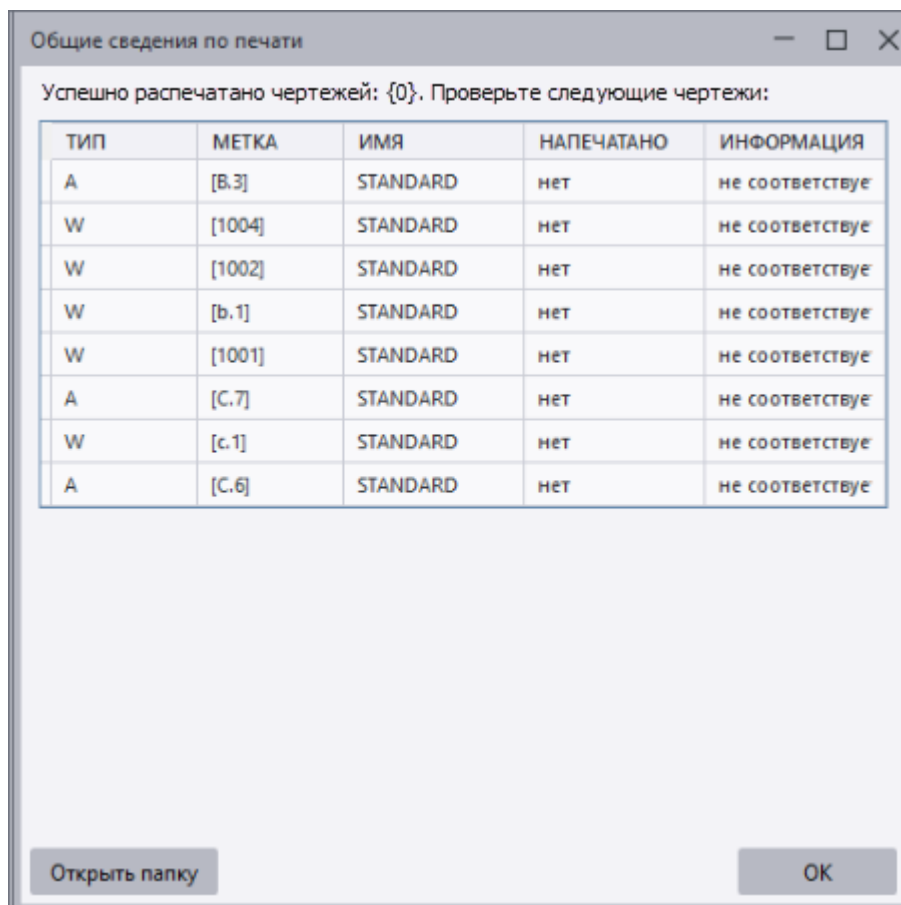 Общие сведения по печати
Успешно распечатано чертежей: {0}. Проверьте следующие чертежи:
ТИП МЕТКА ИМЯ НАПЕЧАТАНО ИНФОРМАЦИЯ
A [B.3] STANDARD нет не соответствуе
W [1004] STANDARD нет не соответствуе
W [1002] STANDARD нет не соответствуе
W [b.1] STANDARD нет не соответствуе
W [1001] STANDARD нет не соответствуе
A [C.7] STANDARD нет не соответствуе
W [c.1] STANDARD нет не соответствуе
A [C.6] STANDARD нет не соответствуе
Открыть папку ОК